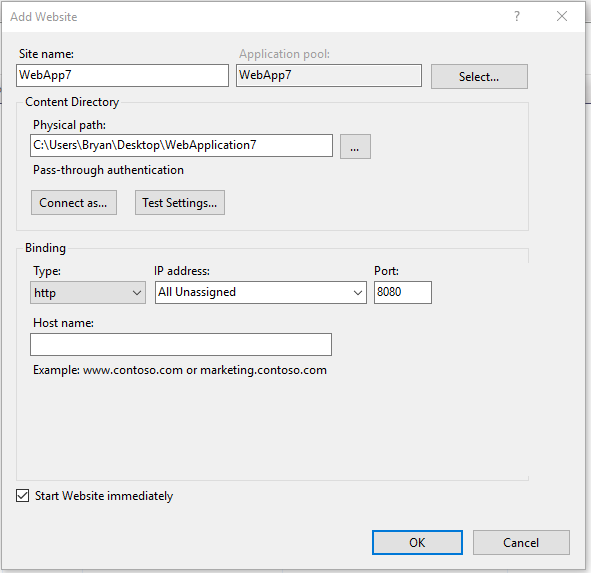 Add Website
?
Site name: Application pool:
WebApp7 WebApp7 Select...
Content Directory
Physical path:
C:\Users\Bryan\Desktop\WebApplication7 ...
Pass-through authentication
Connect as... Test Settings...
Binding
Type: IP address: Port:
http All Unassigned 8080
Host name:
Example: www.contoso.com or marketing.contoso.com
Start Website immediately
OK Cancel